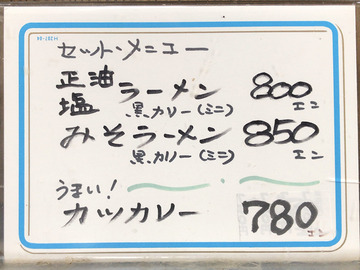 セット・メニュー
正油
塩 ラーメン 800
黒カレー(ミニ) エン
みそラーメン 850
黒カレー(ミニ) エン
うまい!
カツカレー 780
エン